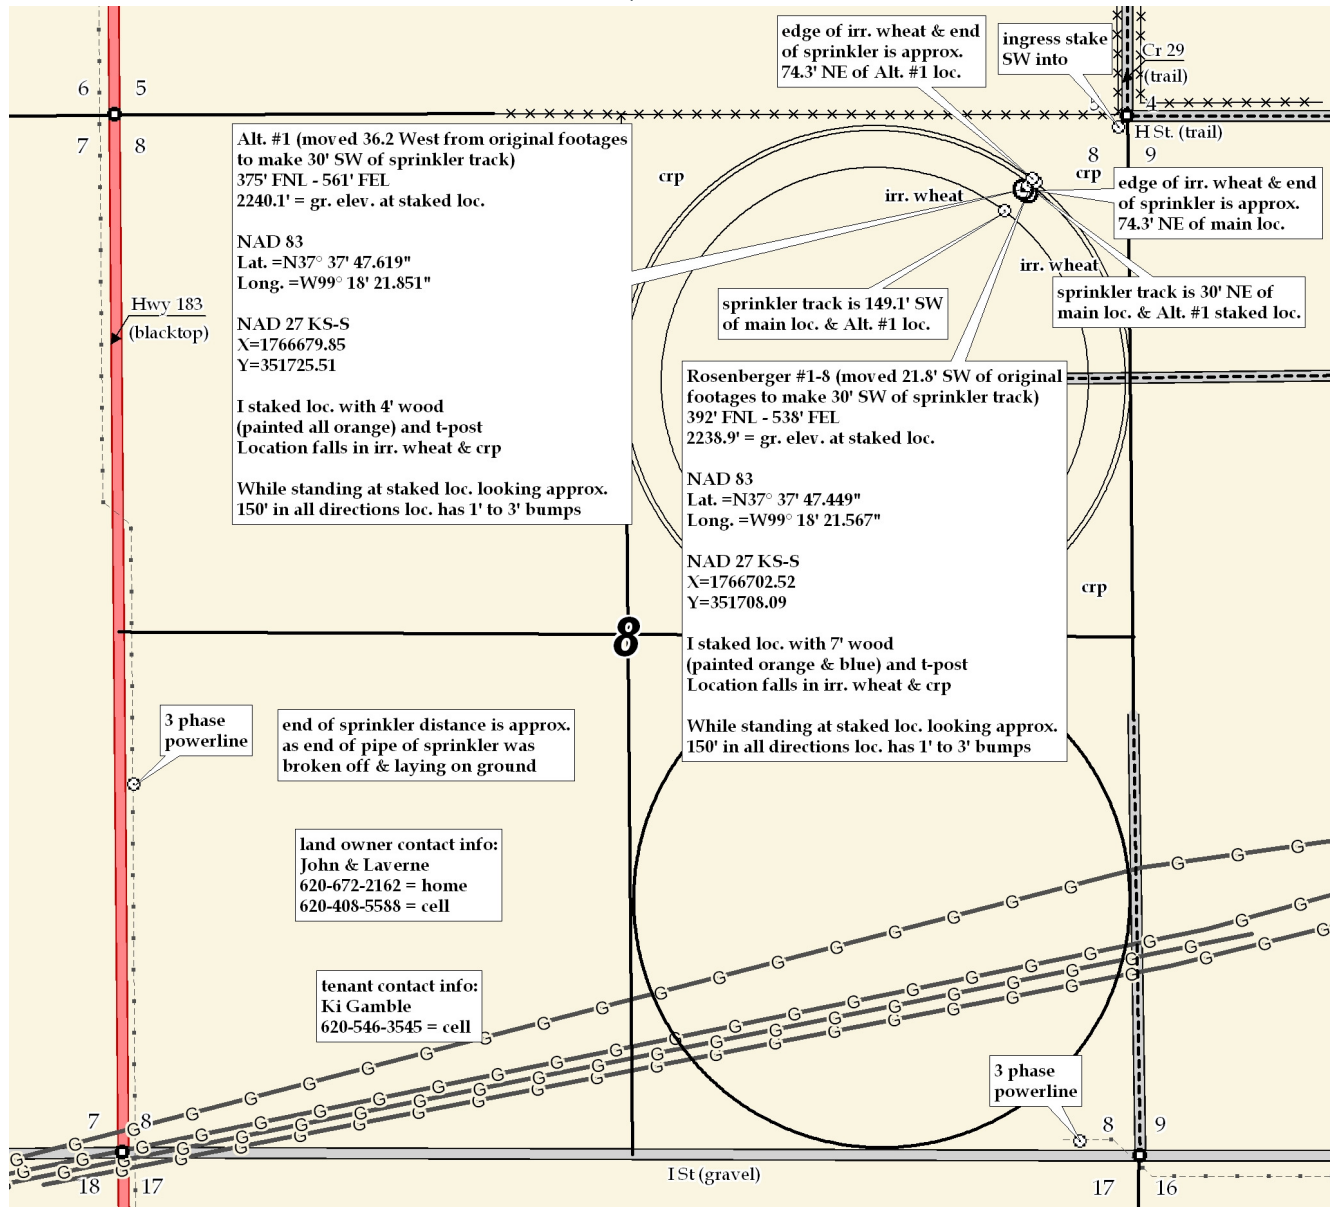 edge of irr. wheat & end
of sprinkler is approx.
74.3' NE of Alt. #1 loc.
ingress stake
SW into
Cr 29
(trail)
6
5
4
7
8
H St. (trail)
8
9
Alt. #1 (moved 36.2 West from original footages
to make 30' SW of sprinkler track)
375' FNL - 561' FEL
2240.1' = gr. elev. at staked loc.
NAD 83
Lat. =N37° 37' 47.619"
Long. =W99° 18' 21.851"
NAD 27 KS-S
X=1766679.85
Y=351725.51
I staked loc. with 4' wood
(painted all orange) and t-post
Location falls in irr. wheat & crp
While standing at staked loc. looking approx.
150' in all directions loc. has 1' to 3' bumps
crp
irr. wheat
crp
edge of irr. wheat & end
of sprinkler is approx.
74.3' NE of main loc.
irr. wheat
sprinkler track is 149.1' SW
of main loc. & Alt. #1 loc.
sprinkler track is 30' NE of
main loc. & Alt. #1 staked loc.
Hwy 183
(blacktop)
Rosenberger #1-8 (moved 21.8' SW of original
footages to make 30' SW of sprinkler track)
392' FNL - 538' FEL
2238.9' = gr. elev. at staked loc.
NAD 83
Lat. =N37° 37' 47.449"
Long. =W99° 18' 21.567"
NAD 27 KS-S
X=1766702.52
Y=351708.09
I staked loc. with 7' wood
(painted orange & blue) and t-post
Location falls in irr. wheat & crp
While standing at staked loc. looking approx.
150' in all directions loc. has 1' to 3' bumps
crp
8
3 phase
powerline
end of sprinkler distance is approx.
as end of pipe of sprinkler was
broken off & laying on ground
land owner contact info:
John & Laverne
620-672-2162 = home
620-408-5588 = cell
tenant contact info:
Ki Gamble
620-546-3545 = cell
3 phase
powerline
7
8
8
9
18
17
I St (gravel)
17
16